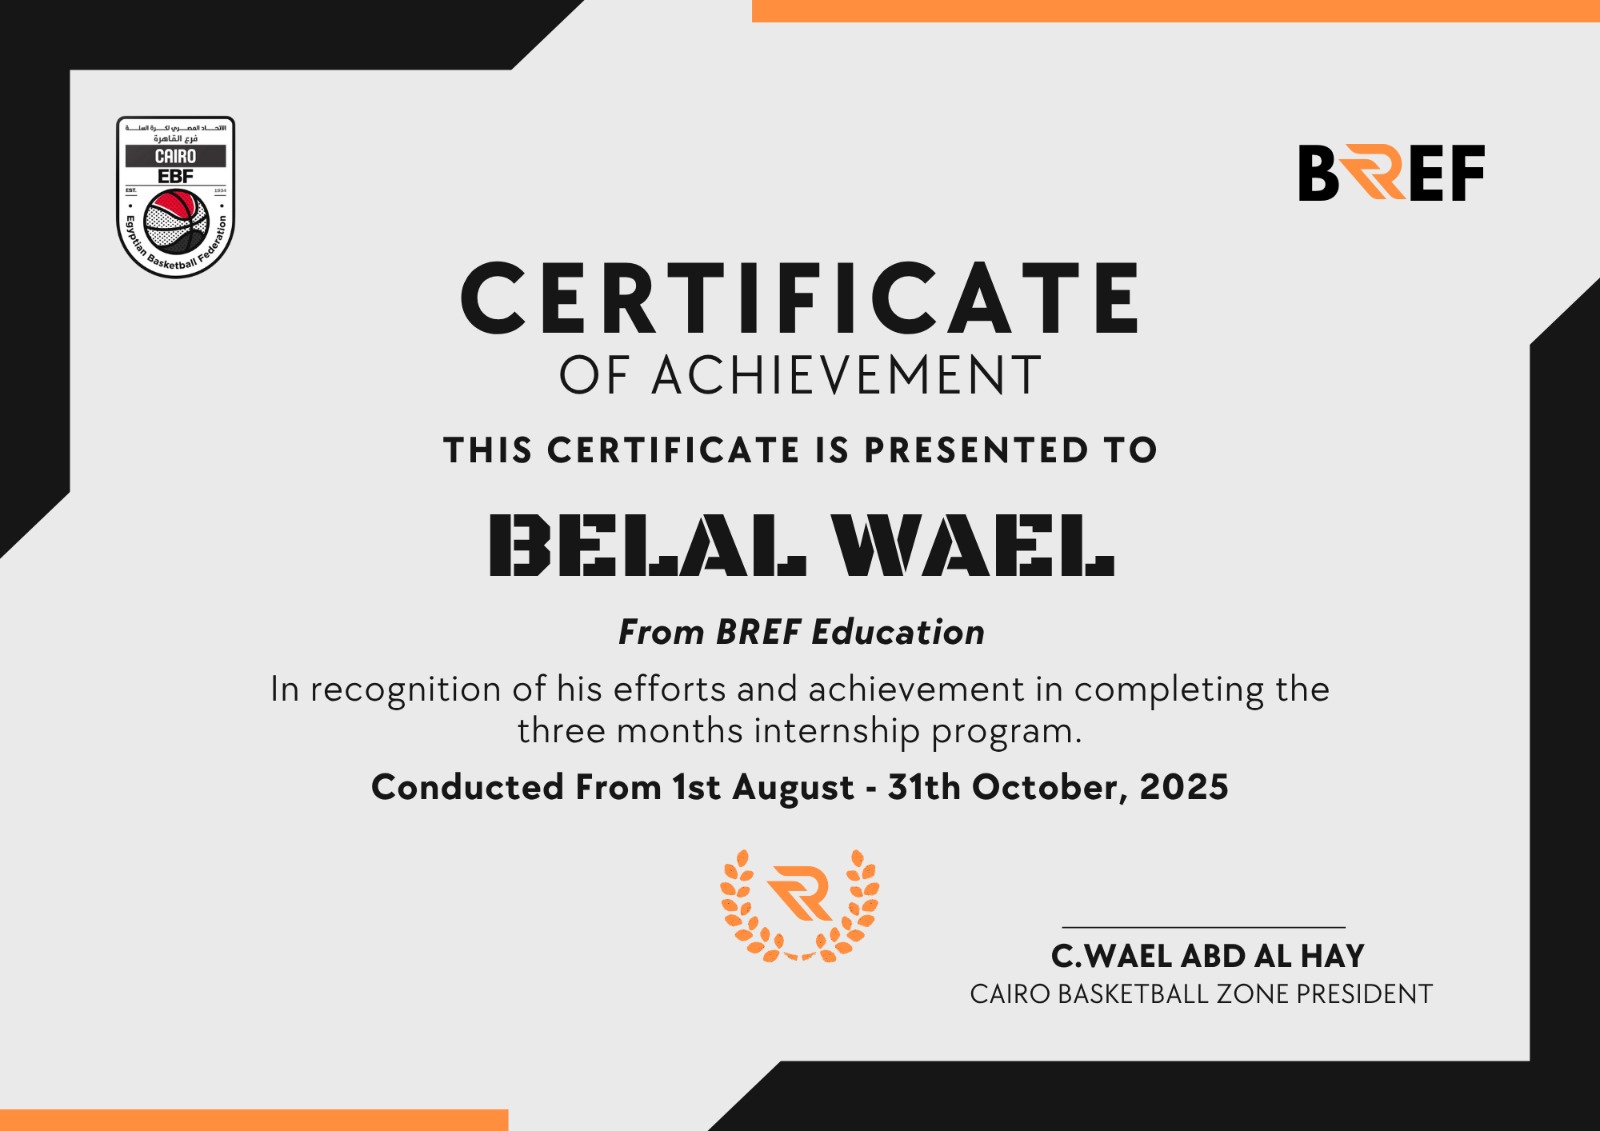 الاتحاد المصري لكرة السلة
فرع القاهرة
CAIRO
EBF
EST. 1934
Egyptian Basketball Federation
BREF
CERTIFICATE
OF ACHIEVEMENT
THIS CERTIFICATE IS PRESENTED TO
BELAL WAEL
From BREF Education
In recognition of his efforts and achievement in completing the
three months internship program.
Conducted From 1st August - 31th October, 2025
C.WAEL ABD AL HAY
CAIRO BASKETBALL ZONE PRESIDENT